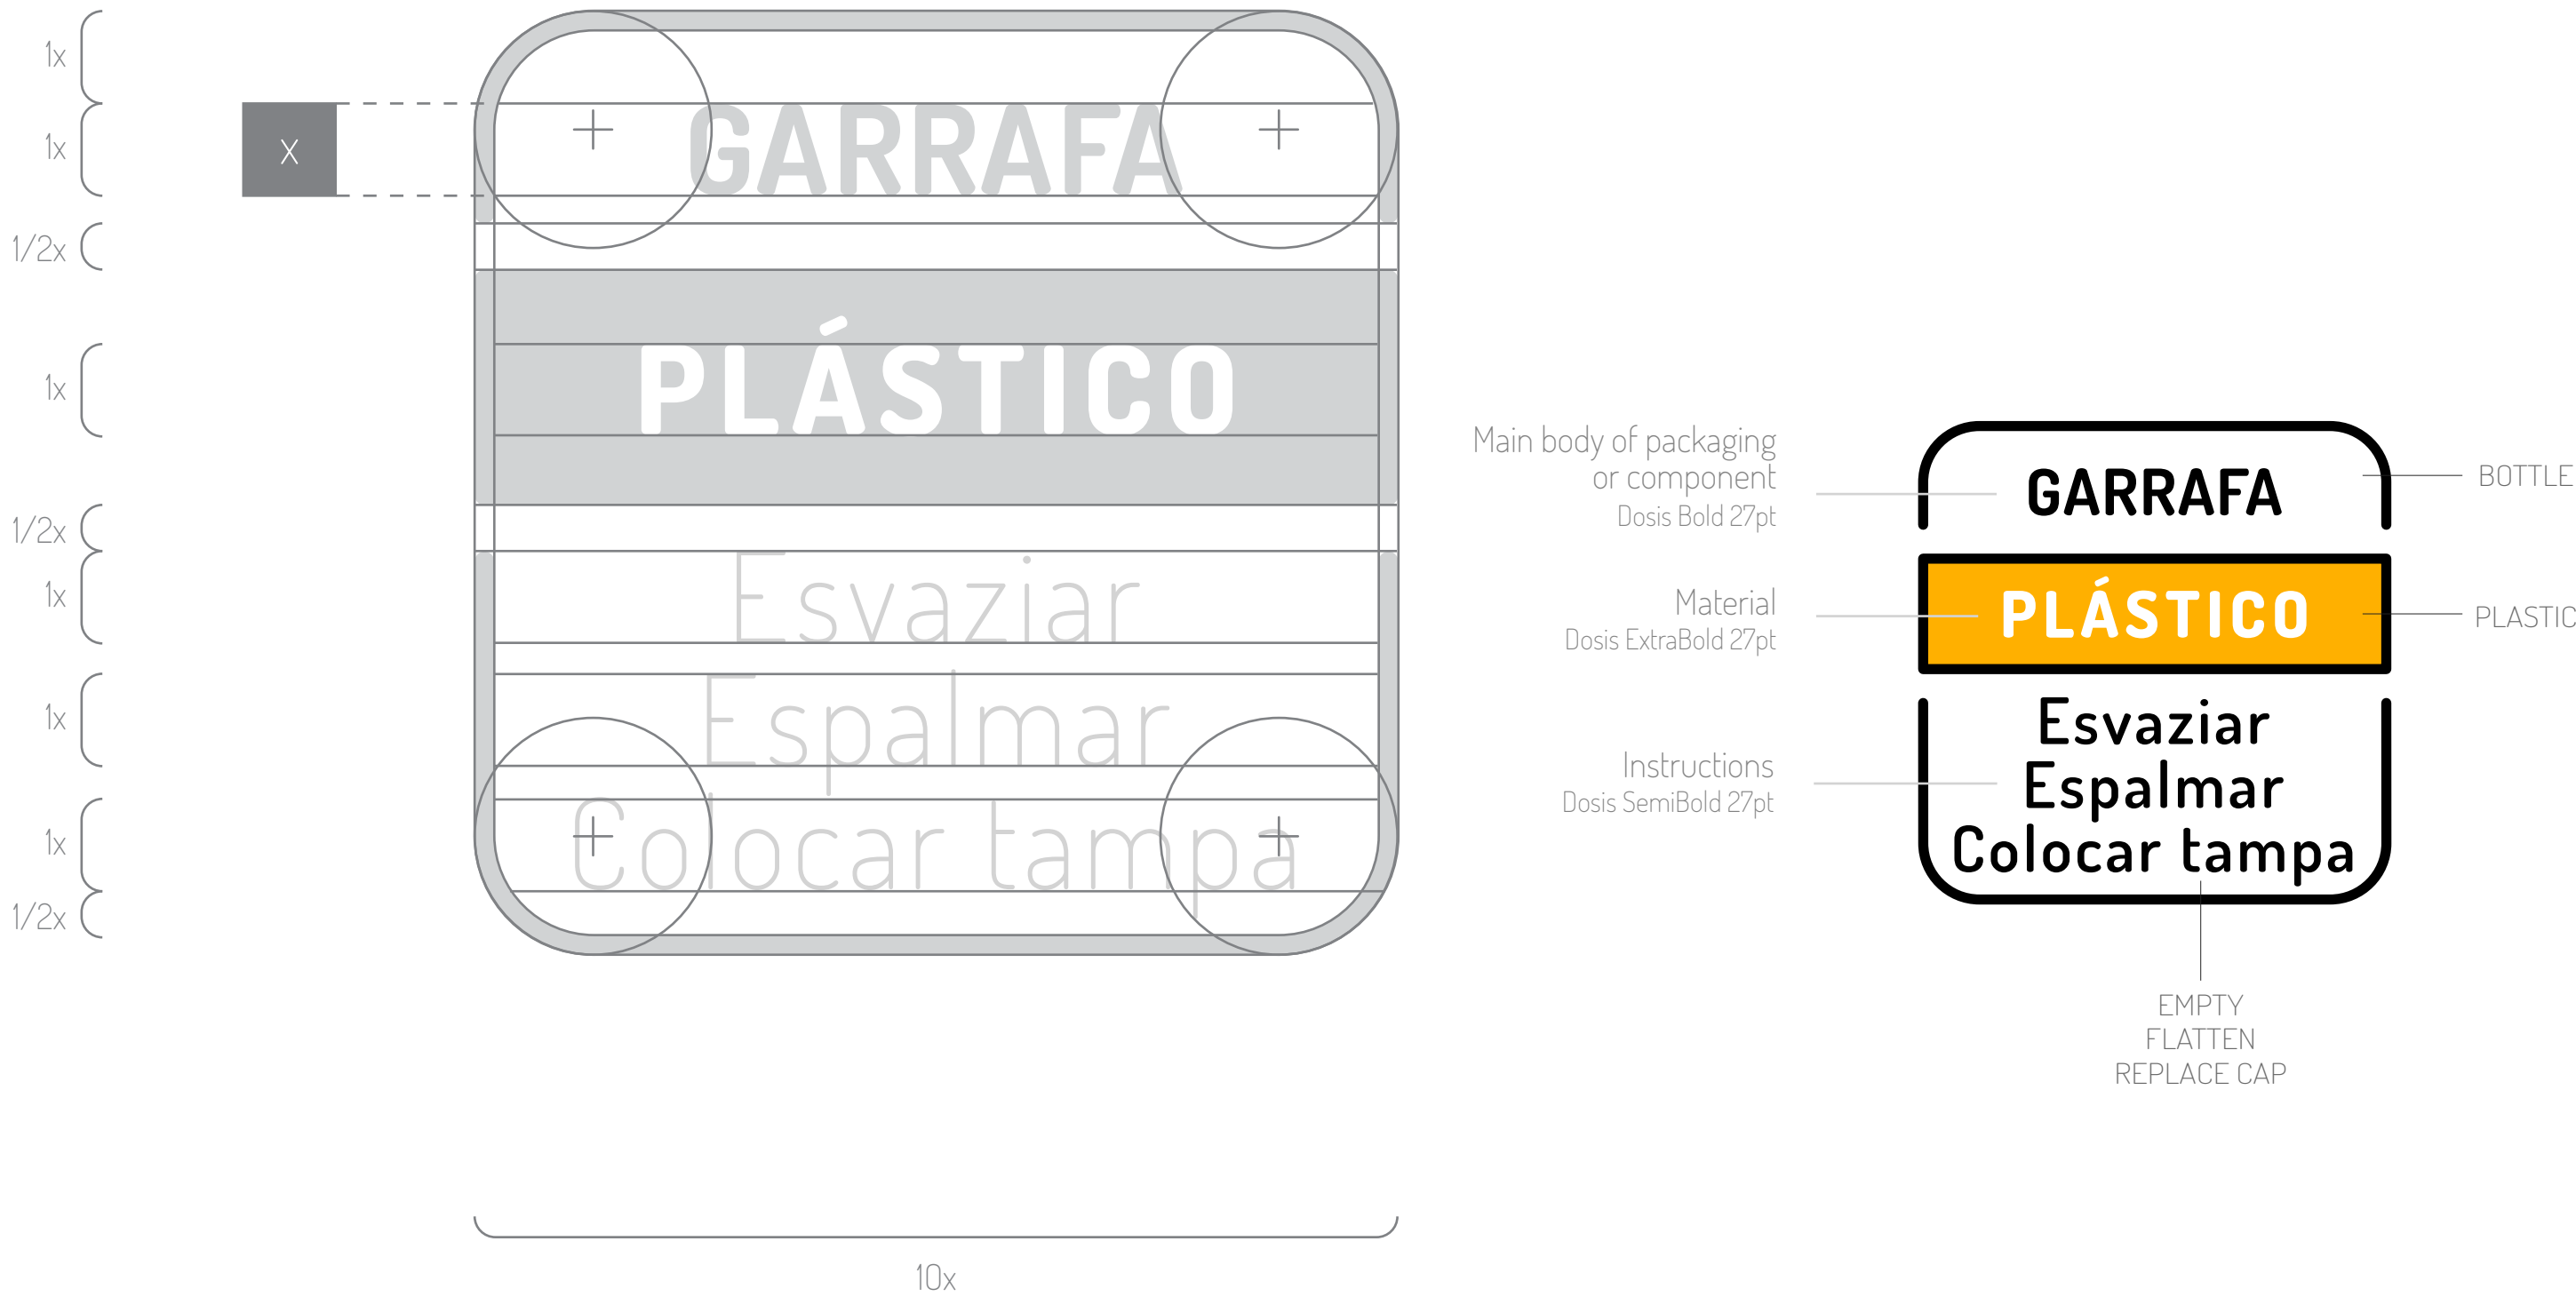 1x
1x
X
1/2x
1x
1/2x
1x
1x
1x
1/2x
GARRAFA
PLÁSTICO
Esvaziar
Espalmar
Colocar tampa
10x
Main body of packaging
or component
Dosis Bold 27pt
Material
Dosis ExtraBold 27pt
Instructions
Dosis SemiBold 27pt
GARRAFA
PLÁSTICO
Esvaziar
Espalmar
Colocar tampa
BOTTLE
PLASTIC
EMPTY
FLATTEN
REPLACE CAP